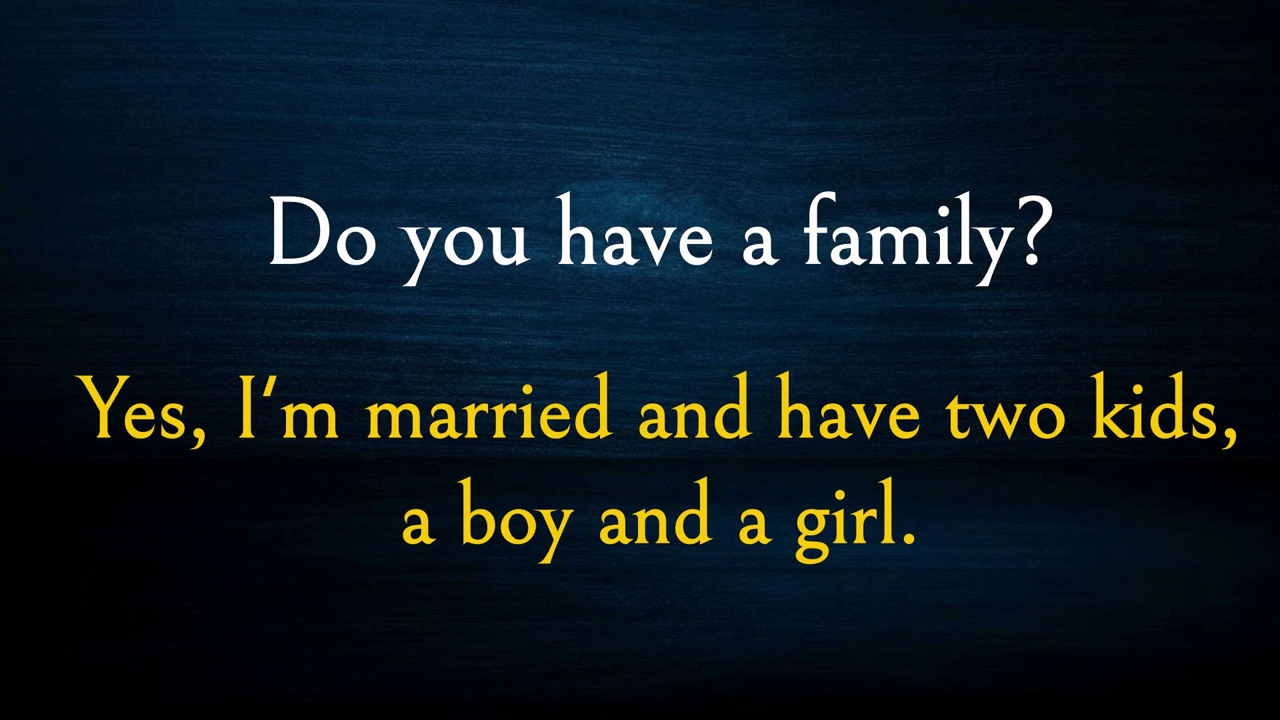 Do you have a family?
Yes, I'm married and have two kids,
a boy and a girl.